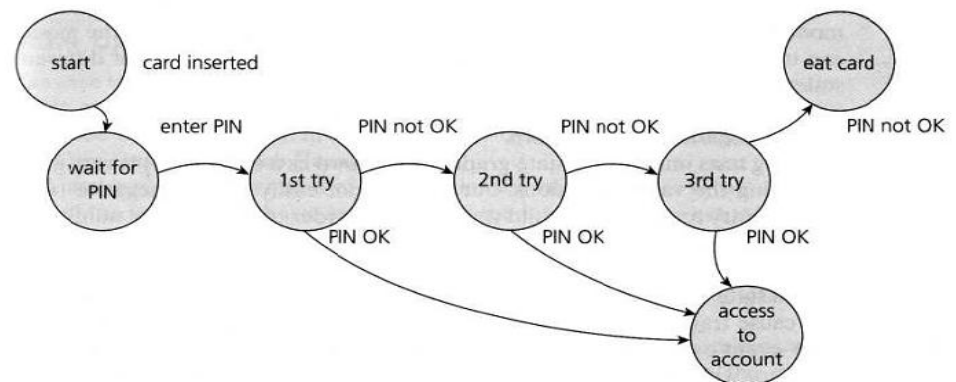 start
card inserted
eat card
enter PIN
PIN not OK
PIN not OK
PIN not OK
wait for
PIN
1st try
2nd try
3rd try
PIN OK
PIN OK
PIN OK
access
to
account